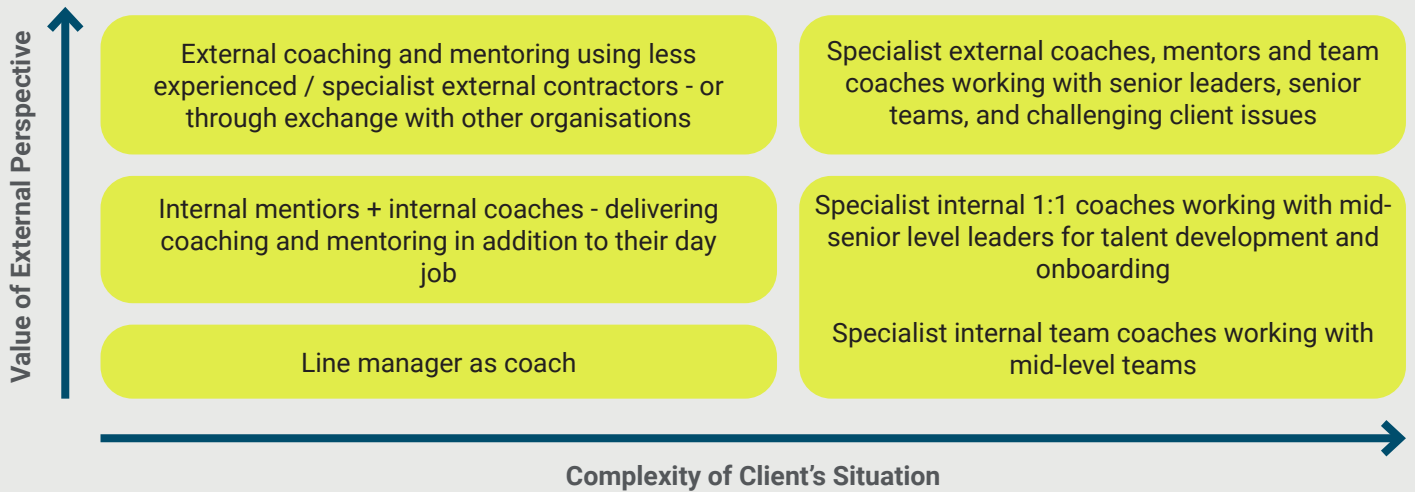 Value of External Perspective
External coaching and mentoring using less
experienced / specialist external contractors - or
through exchange with other organisations
Specialist external coaches, mentors and team
coaches working with senior leaders, senior
teams, and challenging client issues
Internal mentiors + internal coaches - delivering
coaching and mentoring in addition to their day
job
Specialist internal 1:1 coaches working with mid-
senior level leaders for talent development and
onboarding
Line manager as coach
Specialist internal team coaches working with
mid-level teams
Complexity of Client's Situation